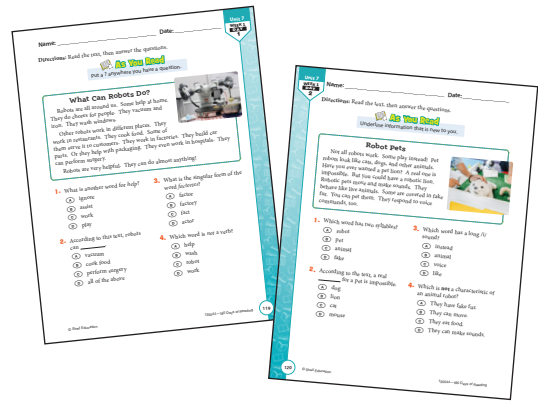 Unit 7
WEEK 1
DAY
1
Name: Date:
Directions: Read the text, then answer the questions.
As You Read
Put a ? anywhere you have a question.
What Can Robots Do?
Robots are all around us. Some help at home.
They do chores for people. They vacuum and
iron. They wash windows.
Other robots work in different places. They
work in restaurants. They cook food. Some of
them serve it to customers. They work in factories. They build car
parts. Or they help with packaging. They even work in hospitals. They
can perform surgery.
Robots are very helpful. They can do almost anything!
1. What is another word for help?
A ignore
B assist
C work
D play
2. According to this text, robots
can
A vacuum
B cook food
C perform surgery
D all of the above
3. What is the singular form of the
word factories?
A factor
B factory
C fact
D actor
4. Which word is not a verb?
A help
B wash
C robot
D work
119
© Shell Education
Unit 7
WEEK 1
DAY
2
Name: Date:
Directions: Read the text, then answer the questions.
As You Read
Underline information that is new to you.
Robot Pets
Not all robots work. Some play instead! Pet
robots look like cats, dogs, and other animals.
Have you ever wanted a pet lion? A real one is
impossible. But you could have a robotic lion.
Robotic pets move and make sounds. They
behave like live animals. Some are covered in fake
fur. You can pet them. They respond to voice
commands, too.
1. Which word has two syllables?
A robot
B pet
C animal
D fake
2. According to the text, a real
for a pet is impossible
A dog
B lion
C cat
D mouse
3. Which word has a long /i/
sound?
A instead
B animal
C voice
D like
4. Which is not a characteristic of
an animal robot?
A They have fake fur.
B They can move.
C They eat food.
D They can make sounds.
120
© Shell Education